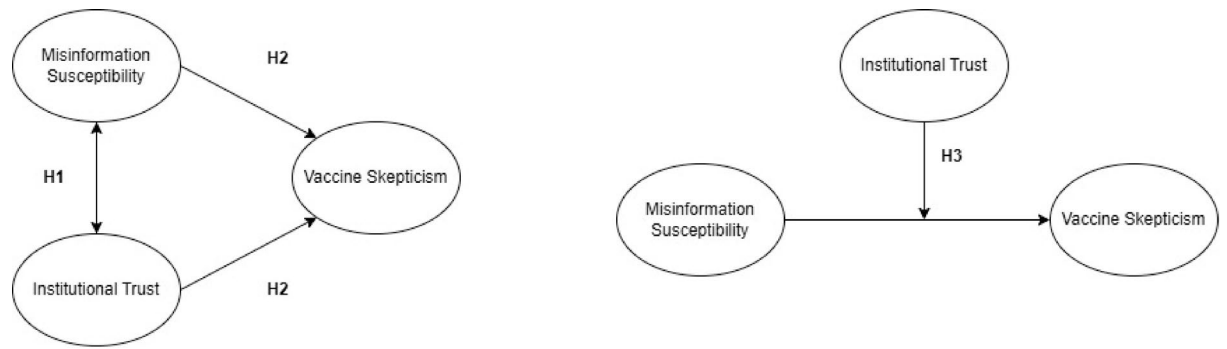 Misinformation
Susceptibility
H2
H1
Vaccine Skepticism
Institutional Trust
H2
Institutional Trust
H3
Misinformation
Susceptibility
Vaccine Skepticism